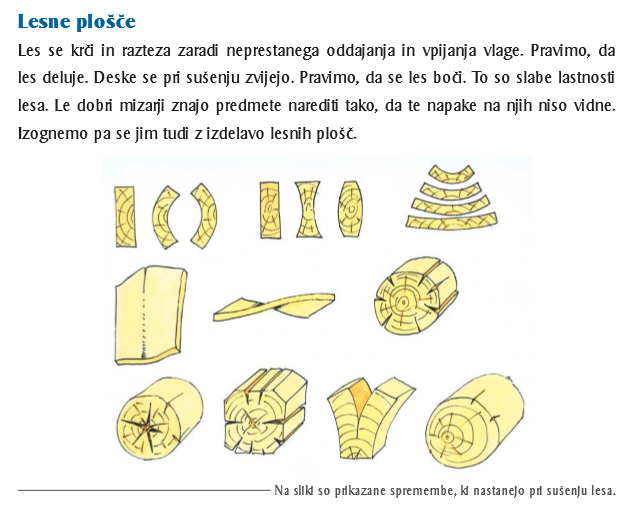 Lesne plošče
Les se krči in razteza zaradi neprestanega oddajanja in vpijanja vlage. Pravimo, da
les deluje. Deske se pri sušenju zvijejo. Pravimo, da se les boči. To so slabe lastnosti
lesa. Le dobri mizarji znajo predmete narediti tako, da te napake na njih niso vidne.
Izognemo pa se jim tudi z izdelavo lesnih plošč.
Na sliki so prikazane spremembe, ki nastanejo pri sušenju lesa.